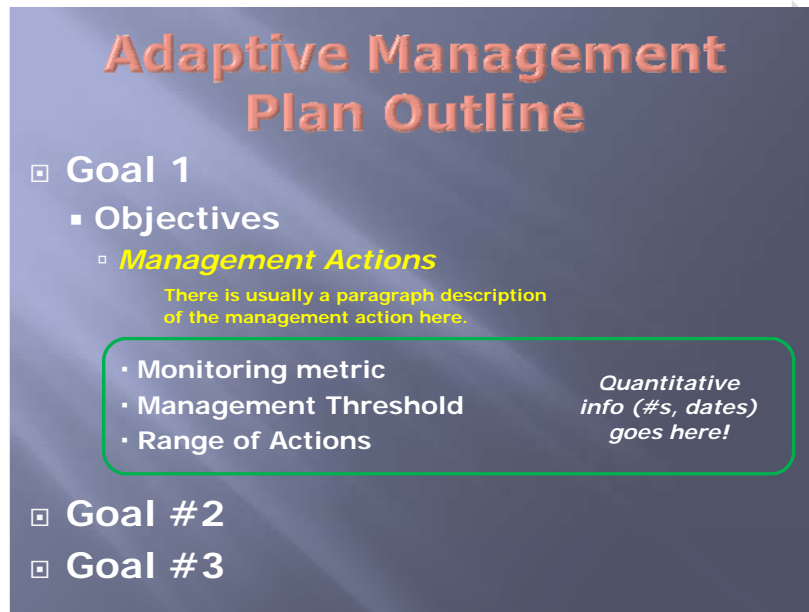 Adaptive Management
Plan Outline
Goal 1
Objectives
Management Actions
There is usually a paragraph description
of the management action here.
Monitoring metric
Management Threshold
Range of Actions
Quantitative
info (#s, dates)
goes here!
Goal #2
Goal #3